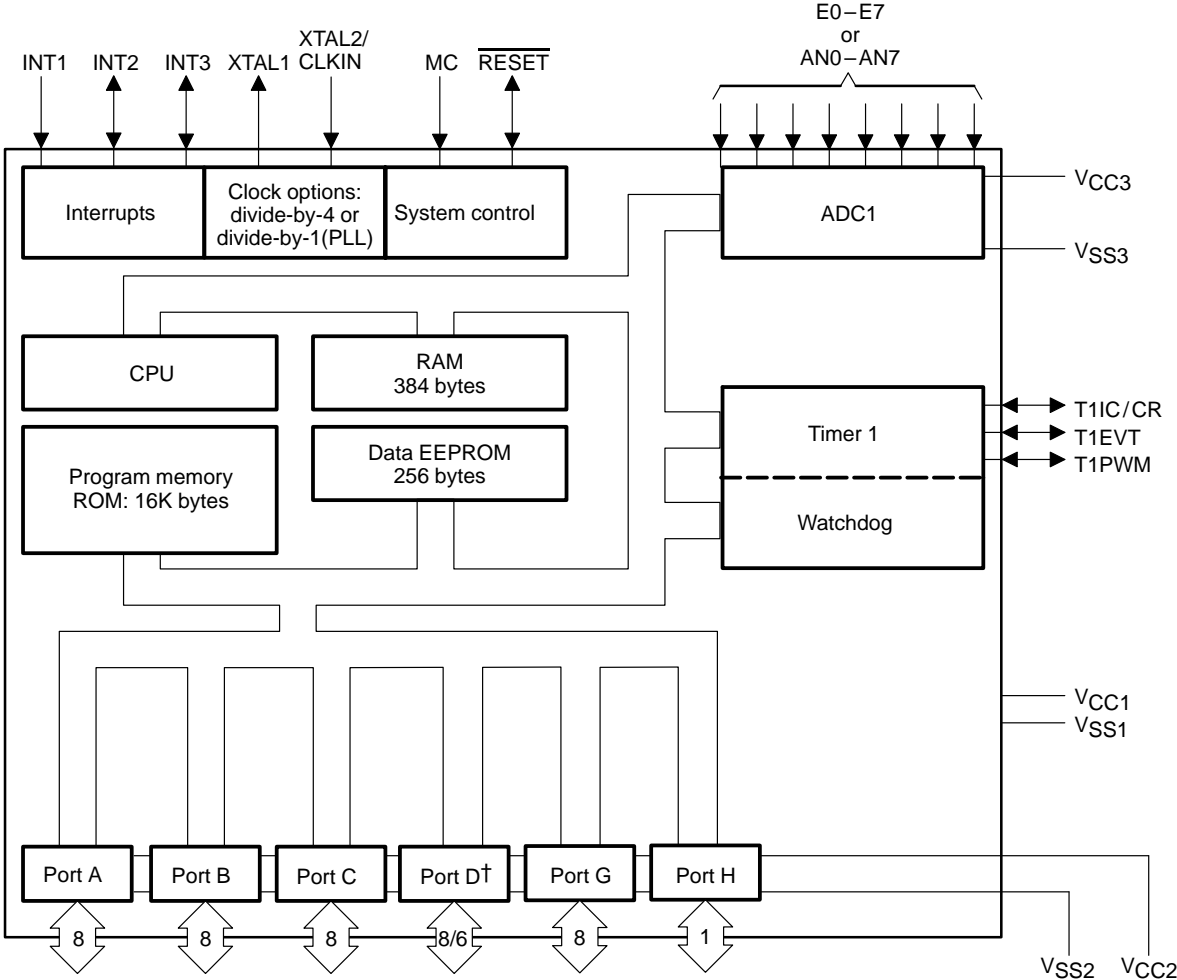 E0–E7
or
AN0–AN7
XTAL2/
CLKIN
INT1 INT2 INT3 XTAL1 MC RESET
Interrupts
Clock options:
divide-by-4 or
divide-by-1(PLL)
System control
ADC1
VCC3
VSS3
CPU
RAM
384 bytes
Program memory
ROM: 16K bytes
Data EEPROM
256 bytes
Timer 1
Watchdog
T1IC/CR
T1EVT
T1PWM
VCC1
VSS1
Port A Port B Port C Port D† Port G Port H
8 8 8 8/6 8 1
VSS2 VCC2